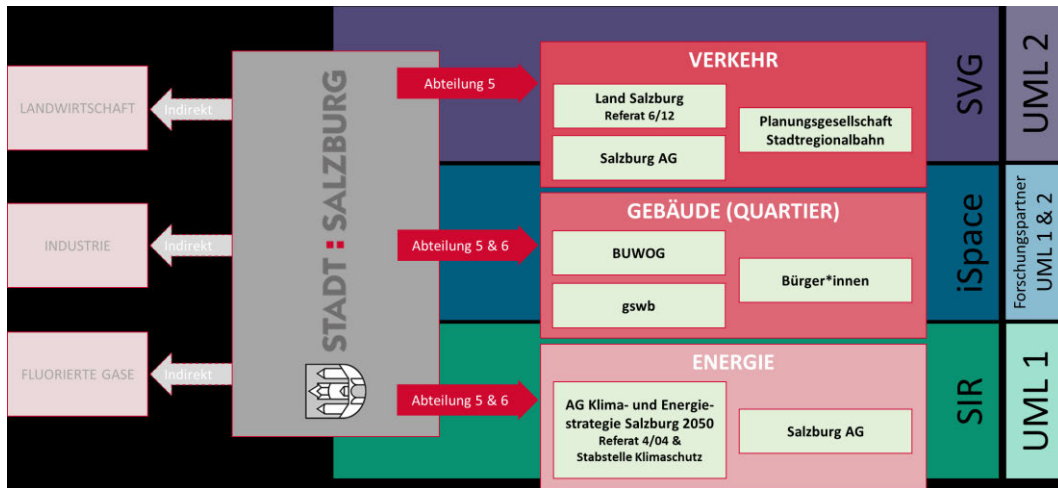 LANDWIRTSCHAFT
Indirekt
INDUSTRIE
Indirekt
FLUORIERTE GASE
Indirekt
STADT : SALZBURG
Abteilung 5
VERKEHR
Land Salzburg
Referat 6/12
Salzburg AG
Planungsgesellschaft
Stadtregionalbahn
Abteilung 5 & 6
GEBÄUDE (QUARTIER)
BUWOG
gswb
Bürger*innen
Abteilung 5 & 6
ENERGIE
AG Klima- und Energie-
strategie Salzburg 2050
Referat 4/04 &
Stabstelle Klimaschutz
Salzburg AG
SVG
UML 2
iSpace
Forschungspartner
UML 1 & 2
SIR
UML 1